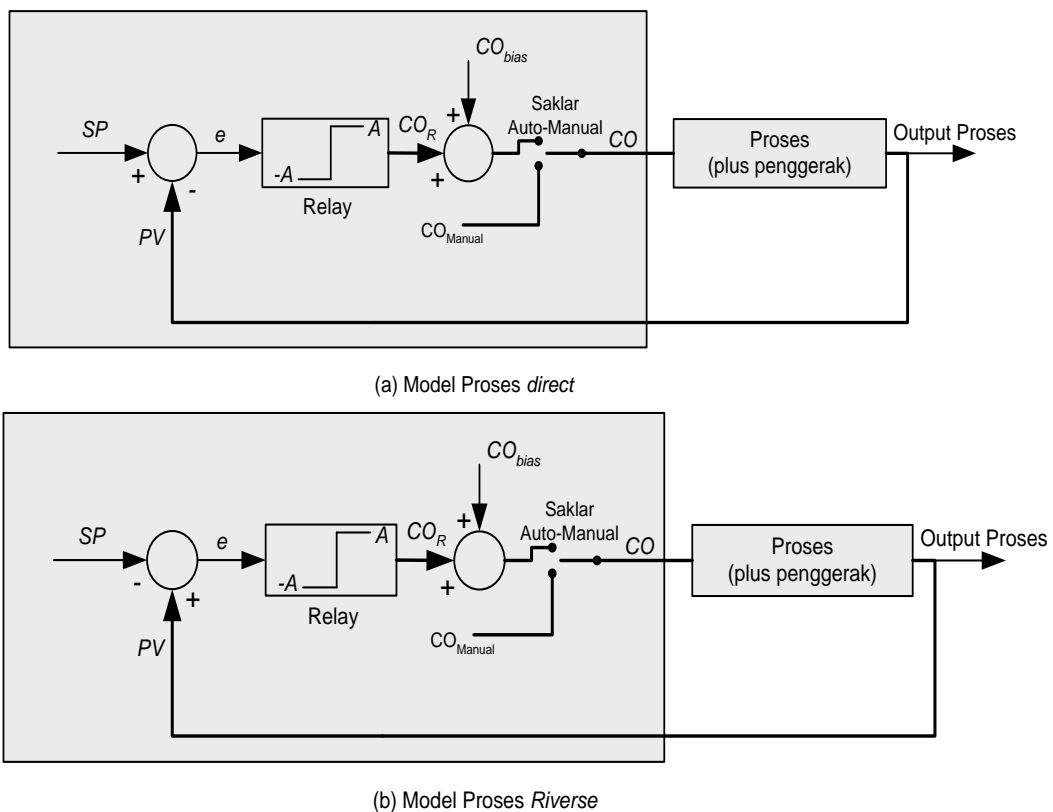 CO_bias
Saklar
Auto-Manual
SP
e
A
CO_R
CO
Proses
(plus penggerak)
Output Proses
+
+
+
-
-A
Relay
CO_Manual
PV
(a) Model Proses direct
CO_bias
Saklar
Auto-Manual
SP
e
A
CO_R
CO
Proses
(plus penggerak)
Output Proses
+
+
-
+
-A
Relay
CO_Manual
PV
(b) Model Proses Riverse